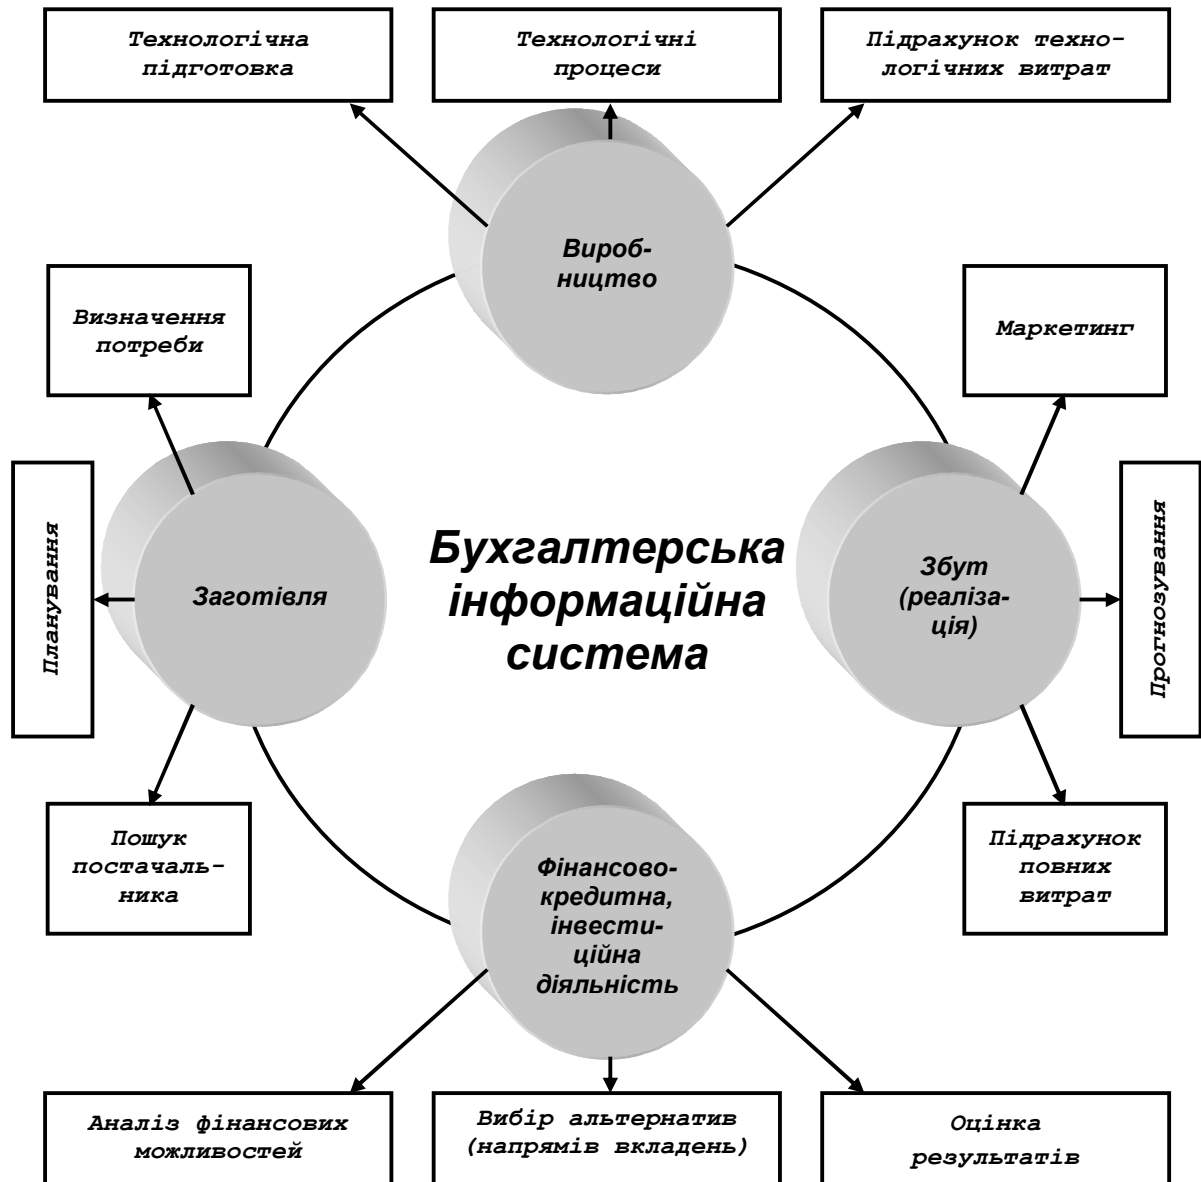 Технологічна
підготовка
Технологічні
процеси
Підрахунок техно-
логічних витрат
Вироб-
ництво
Визначення
потреби
Маркетинг
Планування
Заготівля
Бухгалтерська
інформаційна
система
Збут
(реаліза-
ція)
Прогнозування
Пошук
постачаль-
ника
Фінансово-
кредитна,
інвести-
ційна
діяльність
Підрахунок
повних
витрат
Аналіз фінансових
можливостей
Вибір альтернатив
(напрямів вкладень)
Оцінка
результатів